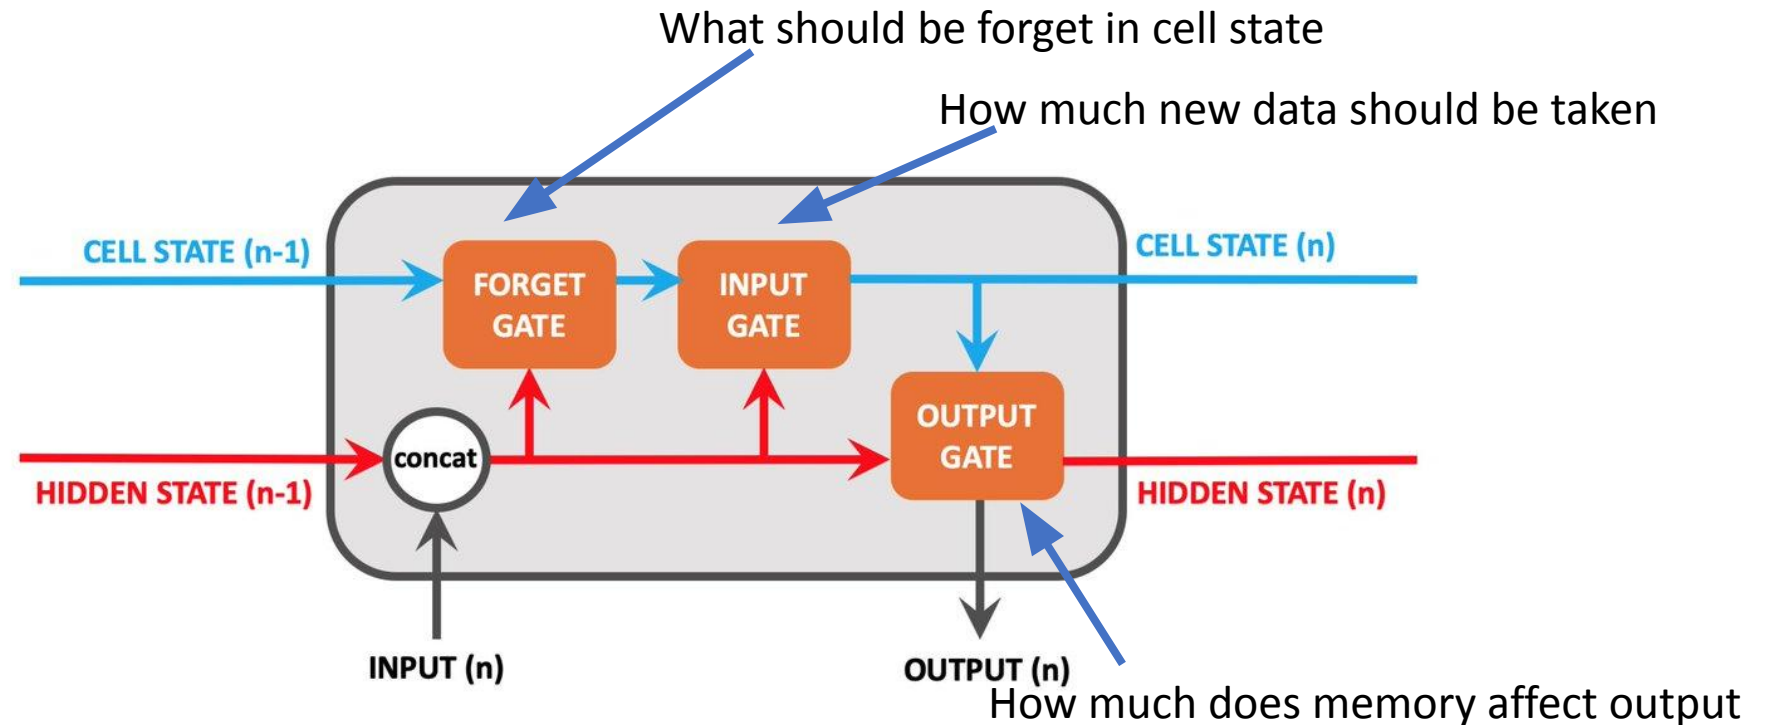 What should be forget in cell state
How much new data should be taken
CELL STATE (n-1)
CELL STATE (n)
FORGET
GATE
INPUT
GATE
OUTPUT
GATE
concat
HIDDEN STATE (n-1)
HIDDEN STATE (n)
INPUT (n)
OUTPUT (n)
How much does memory affect output